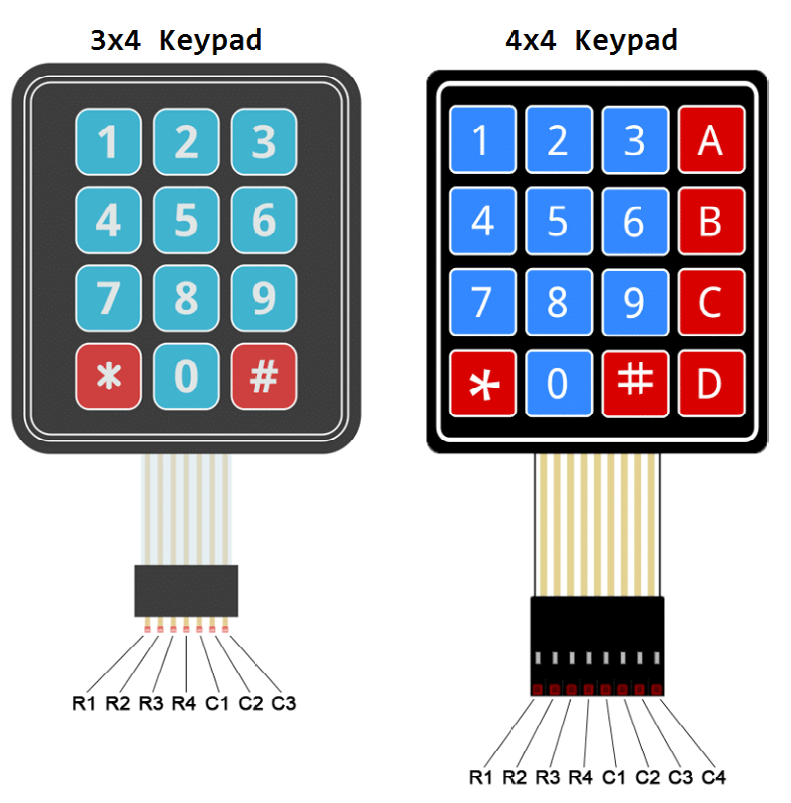 3x4 Keypad
1 2 3
4 5 6
7 8 9
* 0 #
R1 R2 R3 R4 C1 C2 C3
4x4 Keypad
1 2 3 A
4 5 6 B
7 8 9 C
* 0 # D
R1 R2 R3 R4 C1 C2 C3 C4